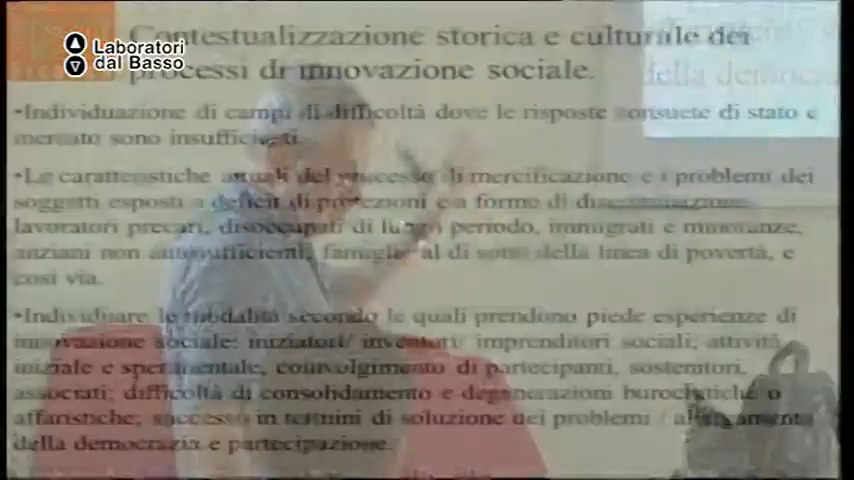 Laboratori
dal Basso
Contestualizzazione storica e culturale dei
processi di innovazione sociale.
•Individuazione di campi di difficoltà dove le risposte consuete di stato e
mercato sono insufficienti.
•Le caratteristiche attuali del processo di mercificazione e i problemi dei
soggetti esposti a deficit di protezioni e a forme di discriminazione:
lavoratori precari, disoccupati di lungo periodo, immigrati e minoranze,
anziani non autosufficienti, famiglie al di sotto della linea di povertà, e
così via.
•Individuare le modalità secondo le quali prendono piede esperienze di
innovazione sociale: iniziatori/ inventori/ imprenditori sociali, attività
iniziale e sperimentale, coinvolgimento di partecipanti, sostenitori,
associati; difficoltà di consolidamento e degenerazioni burocratiche o
affaristiche; successo in termini di soluzione dei problemi / allargamento
della democrazia e partecipazione.
della democra